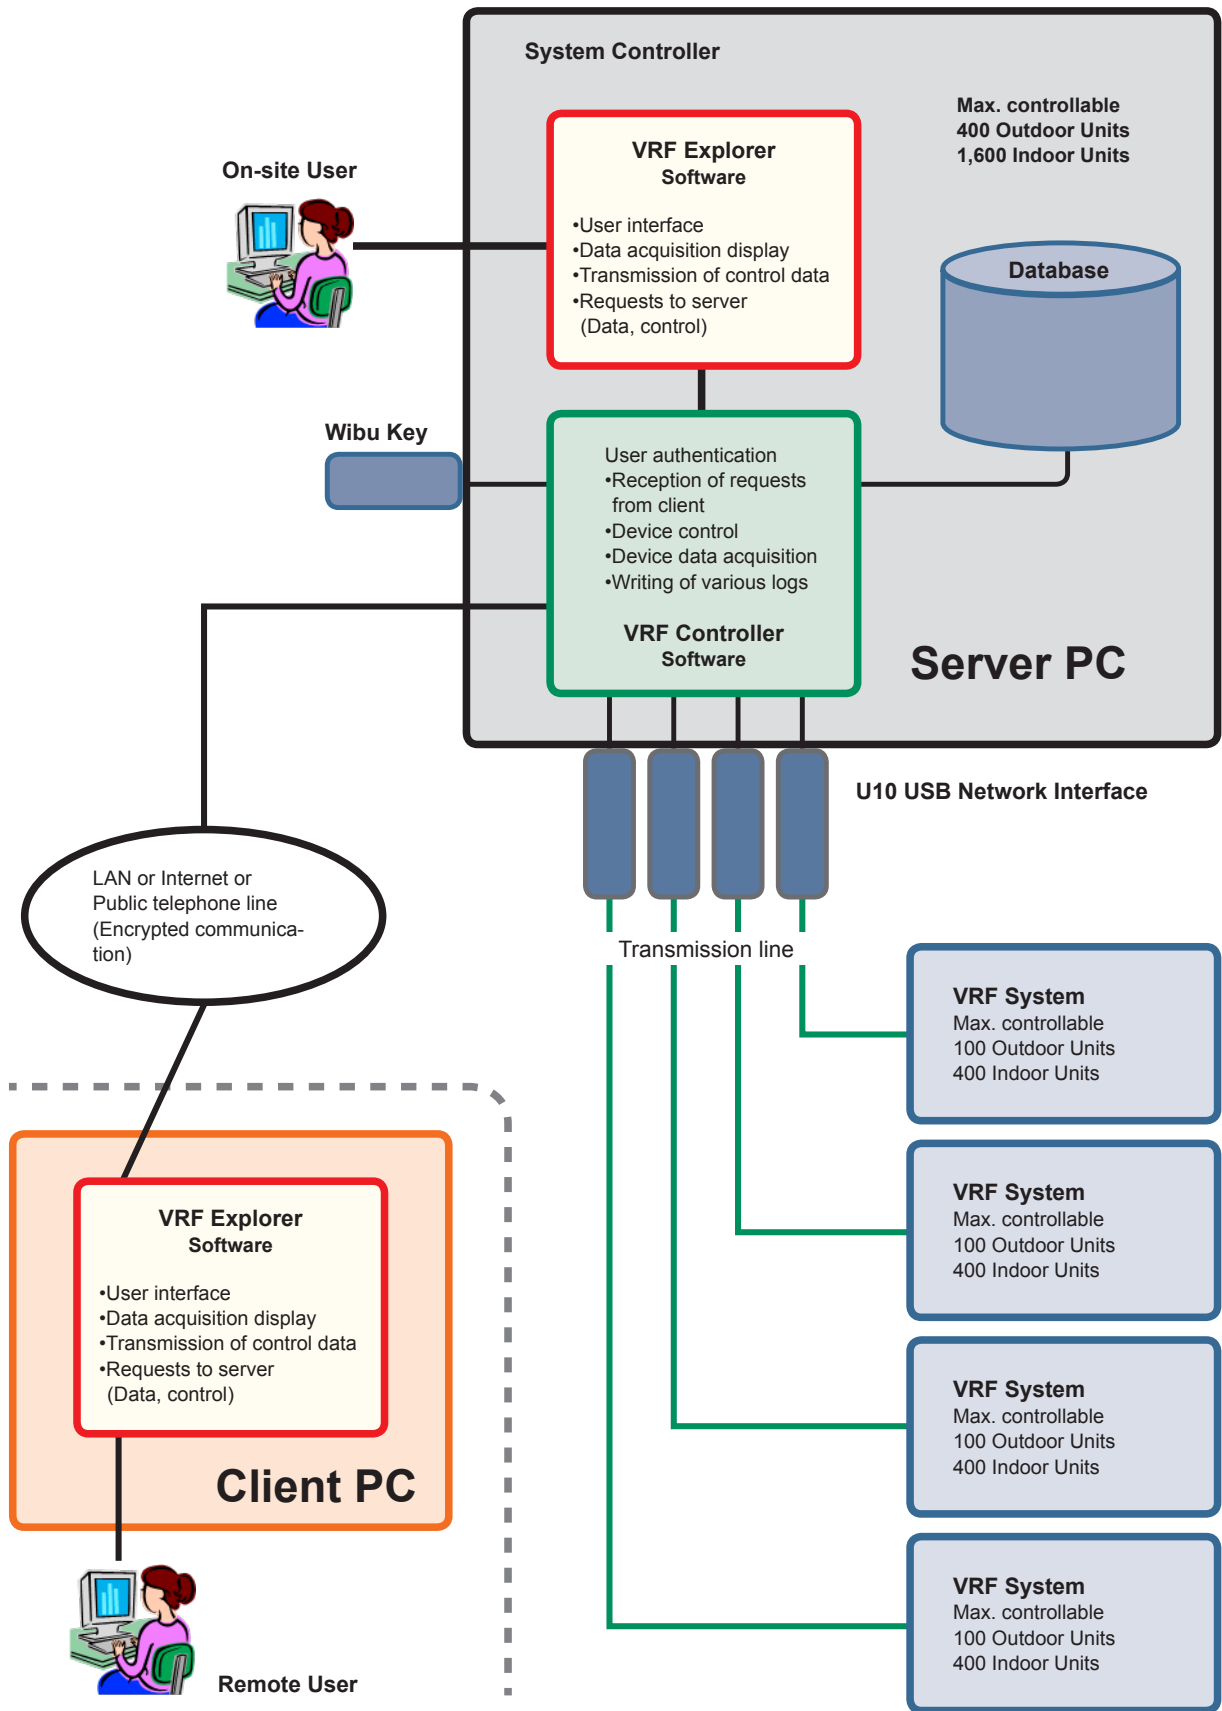 System Controller
Max. controllable
400 Outdoor Units
1,600 Indoor Units
VRF Explorer
Software
•User interface
•Data acquisition display
•Transmission of control data
•Requests to server
(Data, control)
On-site User
Database
Wibu Key
User authentication
•Reception of requests
from client
•Device control
•Device data acquisition
•Writing of various logs
VRF Controller
Software
Server PC
U10 USB Network Interface
LAN or Internet or
Public telephone line
(Encrypted communica-
tion)
Transmission line
VRF System
Max. controllable
100 Outdoor Units
400 Indoor Units
VRF System
Max. controllable
100 Outdoor Units
400 Indoor Units
VRF System
Max. controllable
100 Outdoor Units
400 Indoor Units
VRF System
Max. controllable
100 Outdoor Units
400 Indoor Units
VRF Explorer
Software
•User interface
•Data acquisition display
•Transmission of control data
•Requests to server
(Data, control)
Client PC
Remote User